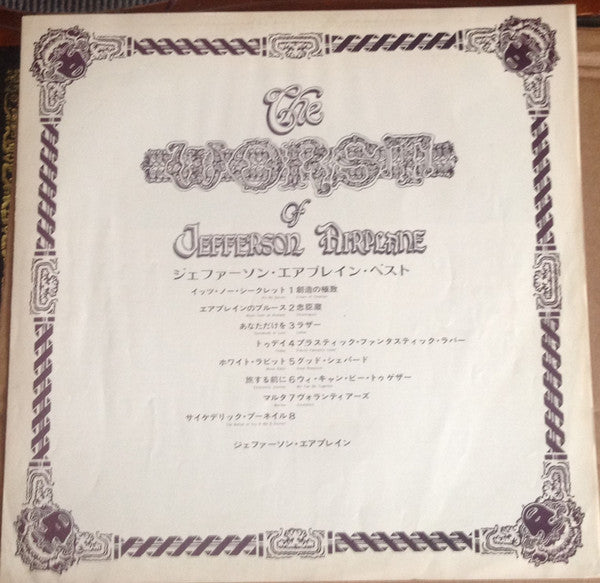 The
WORST
of
JEFFERSON AIRPLANE
ジェファーソン・エアプレイン・ベスト
イッツ・ノー・シークレット 1 創造の極致
エアプレインのブルース 2 忠臣蔵
あなただけを 3 ラザー
トゥデイ 4 プラスティック・ファンタスティック・ラバー
ホワイト・ラビット 5 グッド・シェパード
旅する前に 6 ウィ・キャン・ビー・トゥゲザー
マルタ 7 ヴォランティアーズ
サイケデリック・プーネイル 8
ジェファーソン・エアプレイン